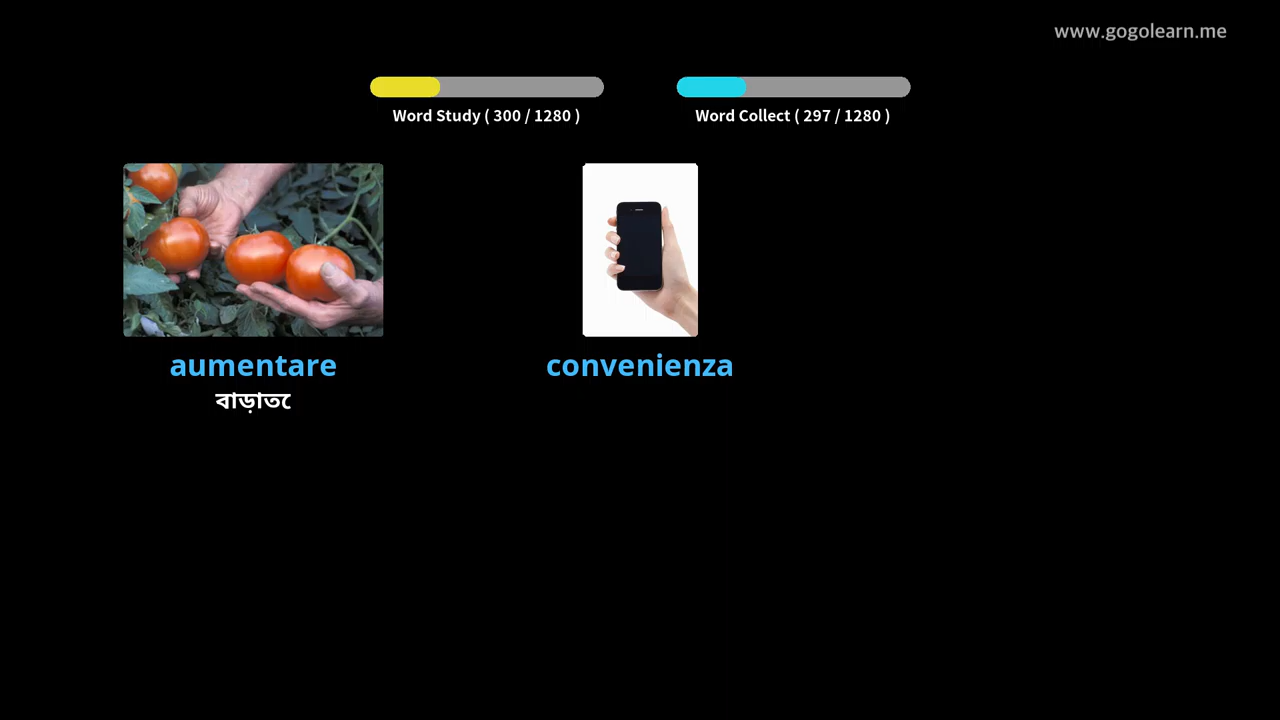 www.gogolearn.me
Word Study ( 300 / 1280 )
Word Collect ( 297 / 1280 )
aumentare
বাড়াতে
convenienza